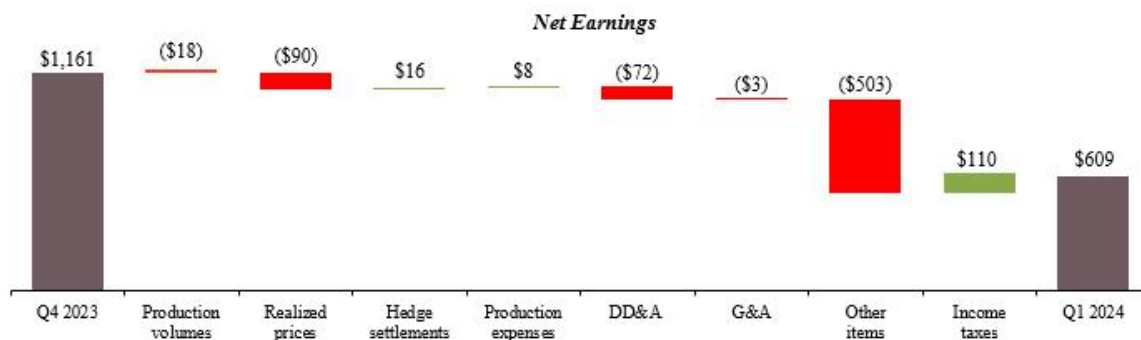 Net Earnings
$1,161
($18)
($90)
$16
$8
($72)
($3)
($503)
$110
$609
Q4 2023
Production
volumes
Realized
prices
Hedge
settlements
Production
expenses
DD&A
G&A
Other
items
Income
taxes
Q1 2024